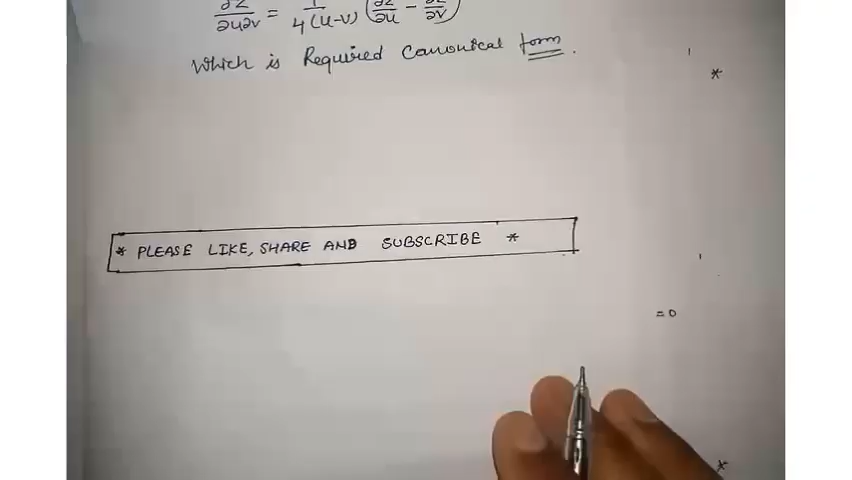 ∂²z/∂u∂v = 1/4(u-v) (∂z/∂u - ∂z/∂v)
Which is Required Canonical form.
*
* PLEASE LIKE, SHARE AND SUBSCRIBE *
=0
*